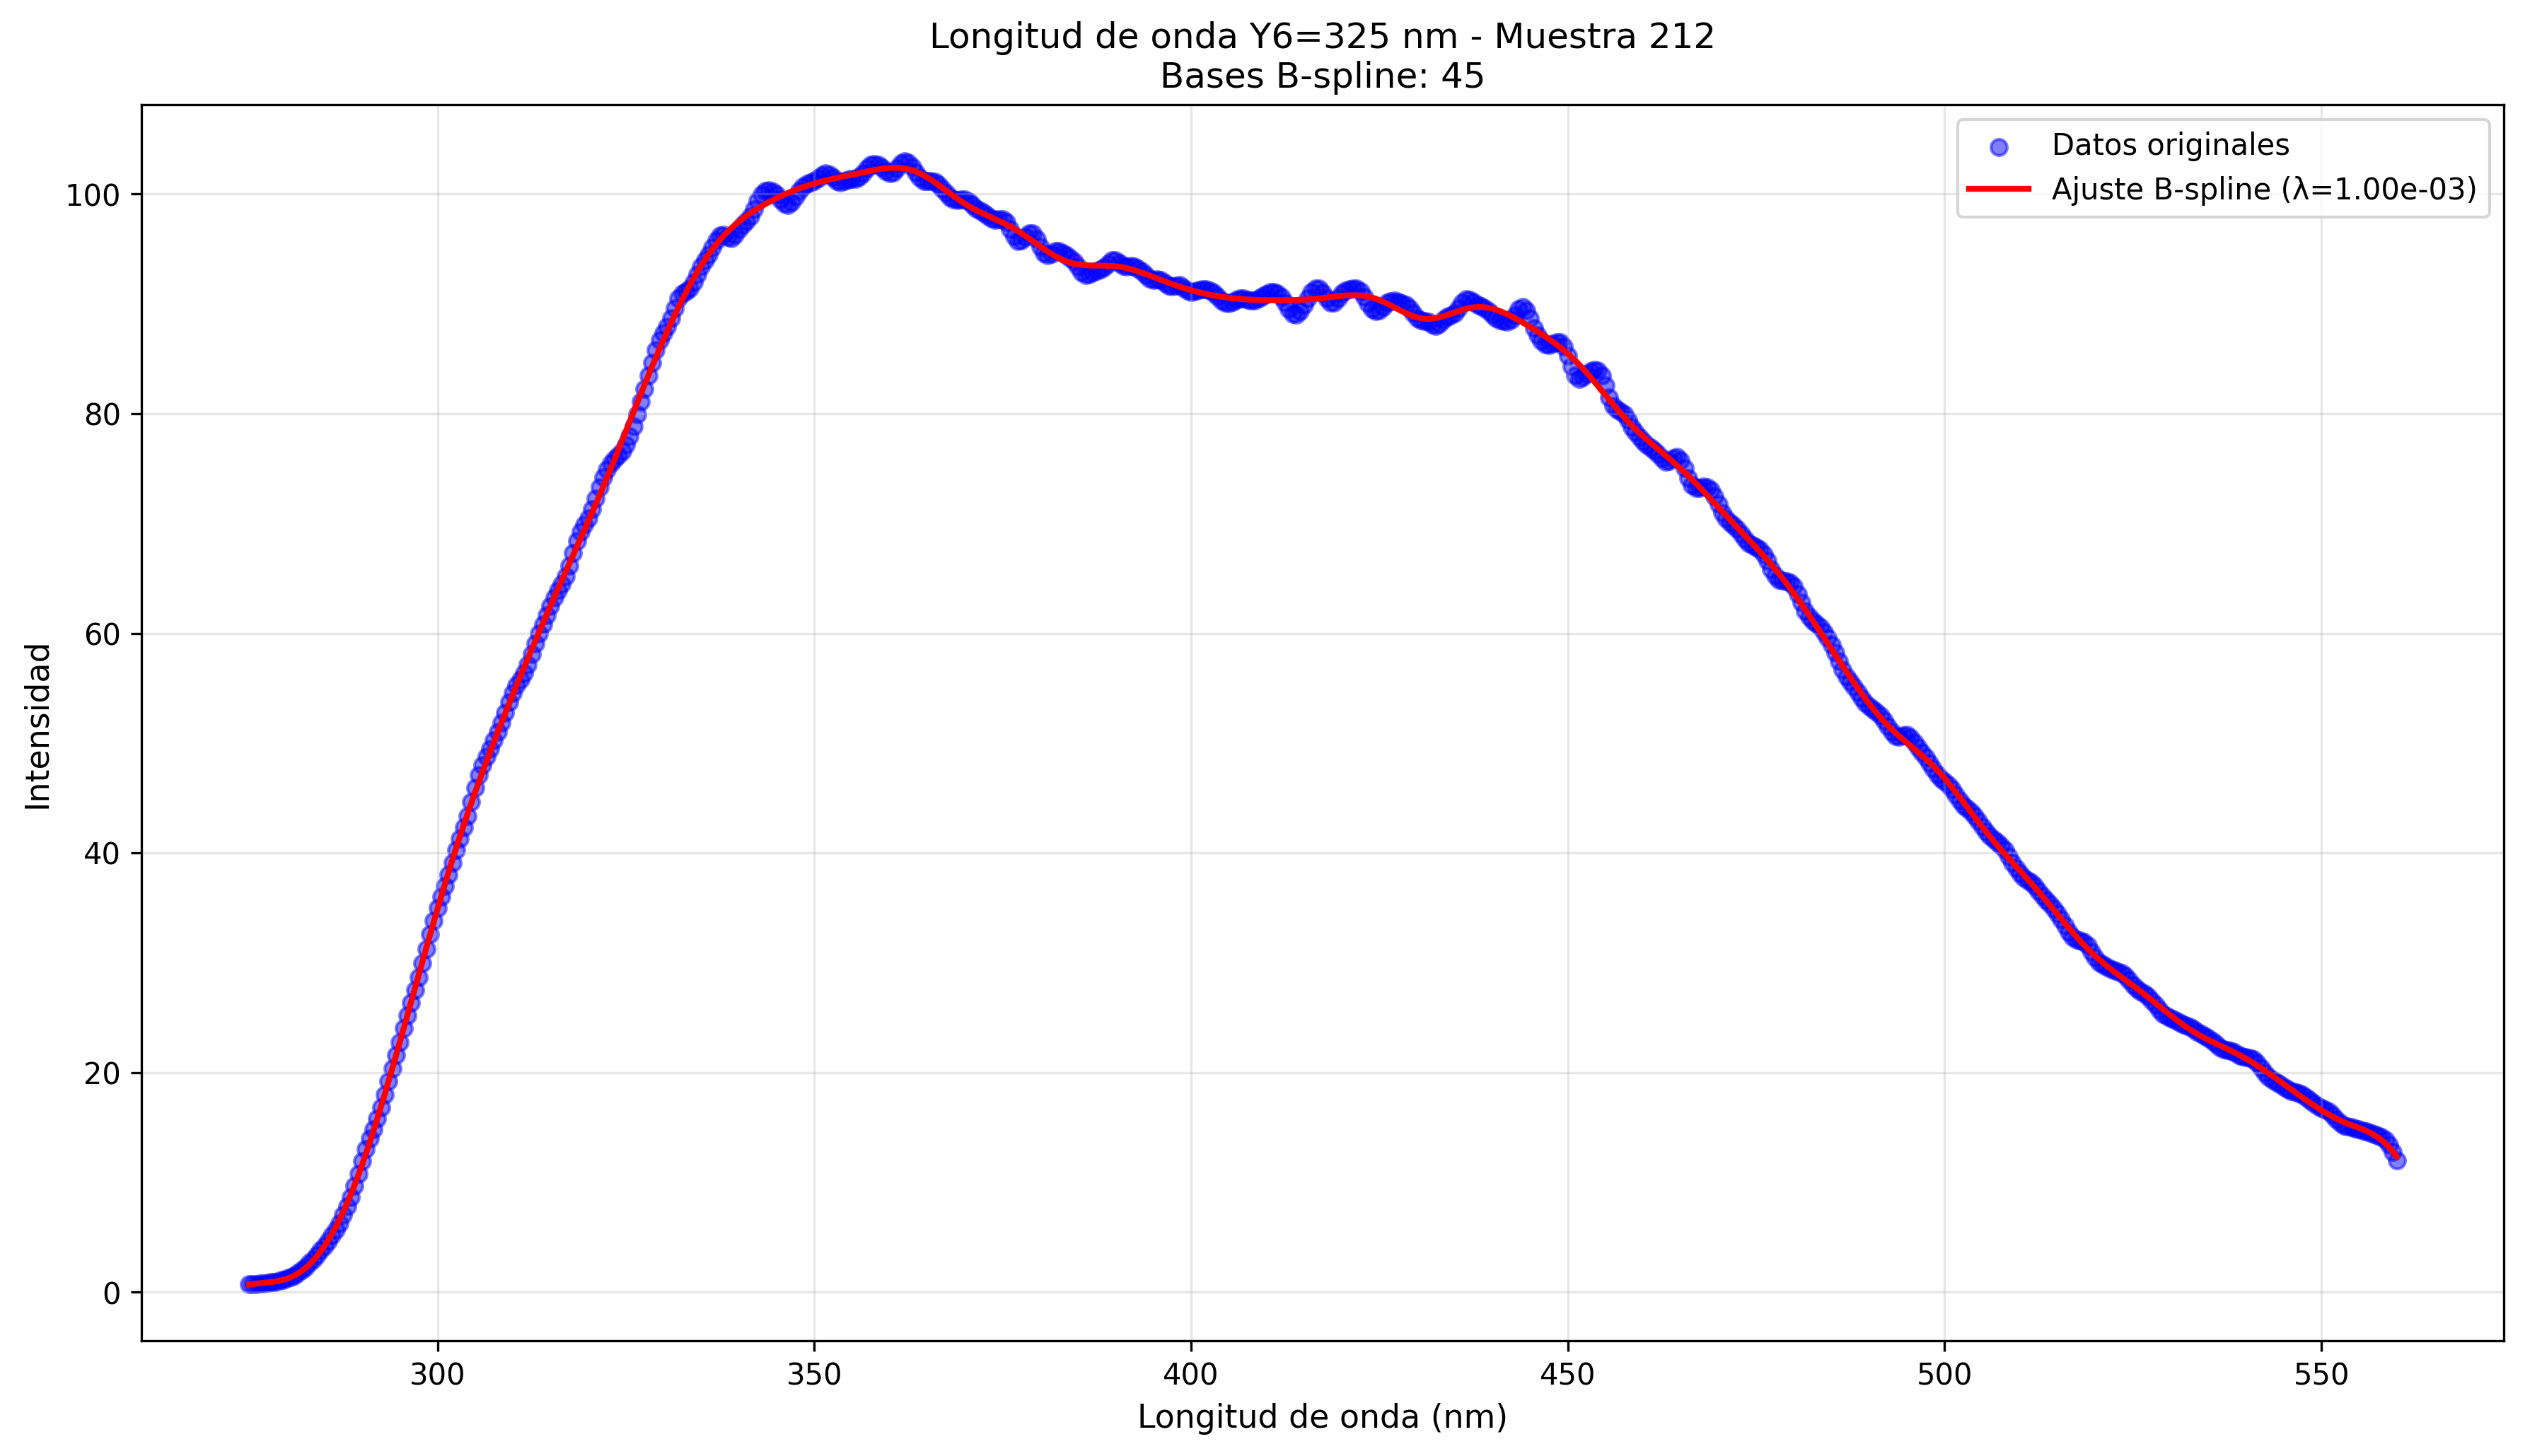 Longitud de onda Y6=325 nm - Muestra 212
Bases B-spline: 45
Datos originales
Ajuste B-spline (λ=1.00e-03)
Intensidad
100
80
60
40
20
0
300 350 400 450 500 550
Longitud de onda (nm)